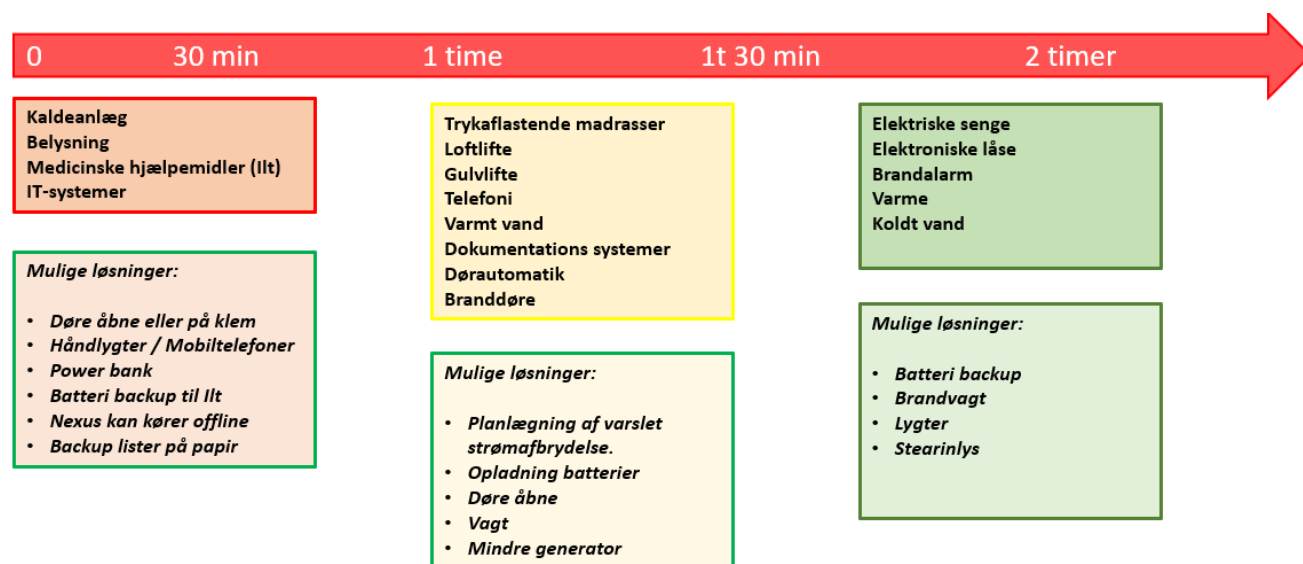 0 30 min 1 time 1t 30 min 2 timer
Kaldeanlæg
Belysning
Medicinske hjælpemidler (Ilt)
IT-systemer
Mulige løsninger:
• Døre åbne eller på klem
• Håndlygter / Mobiltelefoner
• Power bank
• Batteri backup til Ilt
• Nexus kan kører offline
• Backup lister på papir
Trykaflastende madrasser
Loftlifte
Gulvlifte
Telefoni
Varmt vand
Dokumentations systemer
Dørautomatik
Branddøre
Mulige løsninger:
• Planlægning af varslet
strømafbrydelse.
• Opladning batterier
• Døre åbne
• Vagt
• Mindre generator
Elektriske senge
Elektroniske låse
Brandalarm
Varme
Koldt vand
Mulige løsninger:
• Batteri backup
• Brandvagt
• Lygter
• Stearinlys